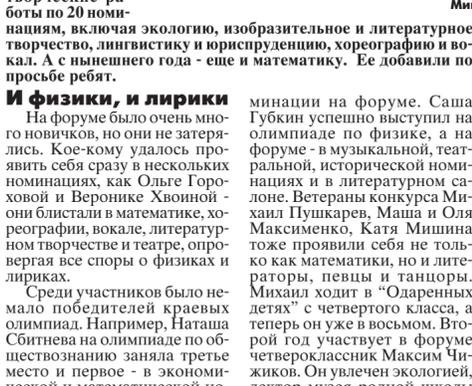 боты по 20 номи-
нациям, включая экологию, изобразительное и литературное
творчество, лингвистику и юриспруденцию, хореографию и во-
кал. А с нынешнего года - еще и математику. Ее добавили по
просьбе ребят.
И физики, и лирики
На форуме было очень мно-
го новичков, но они не затеря-
лись. Кое-кому удалось про-
явить себя сразу в нескольких
номинациях, как Ольге Горо-
ховой и Веронике Хвоиной -
они блистали в математике, хо-
реографии, вокале, литератур-
ном творчестве и театре, опро-
вергая все споры о физиках и
лириках.
Среди участников было не-
мало победителей краевых
олимпиад. Например, Наташа
Сбитнева на олимпиаде по об-
ществознанию заняла третье
место и первое - в экономи-
минации на форуме. Саша
Губкин успешно выступил на
олимпиаде по физике, а на
форуме - в музыкальной, теат-
ральной, исторической номи-
нациях и в литературном са-
лоне. Ветераны конкурса Ми-
хаил Пушкарев, Маша и Оля
Максименко, Катя Мишина
тоже проявили себя не толь-
ко как математики, но и лите-
раторы, певцы и танцоры.
Михаил ходит в "Одаренных
детях" с четвертого класса, а
теперь он уже в восьмом. Вто-
рой год участвует в форуме
четвероклассник Максим Чи-
жиков. Он увлечен экологией,